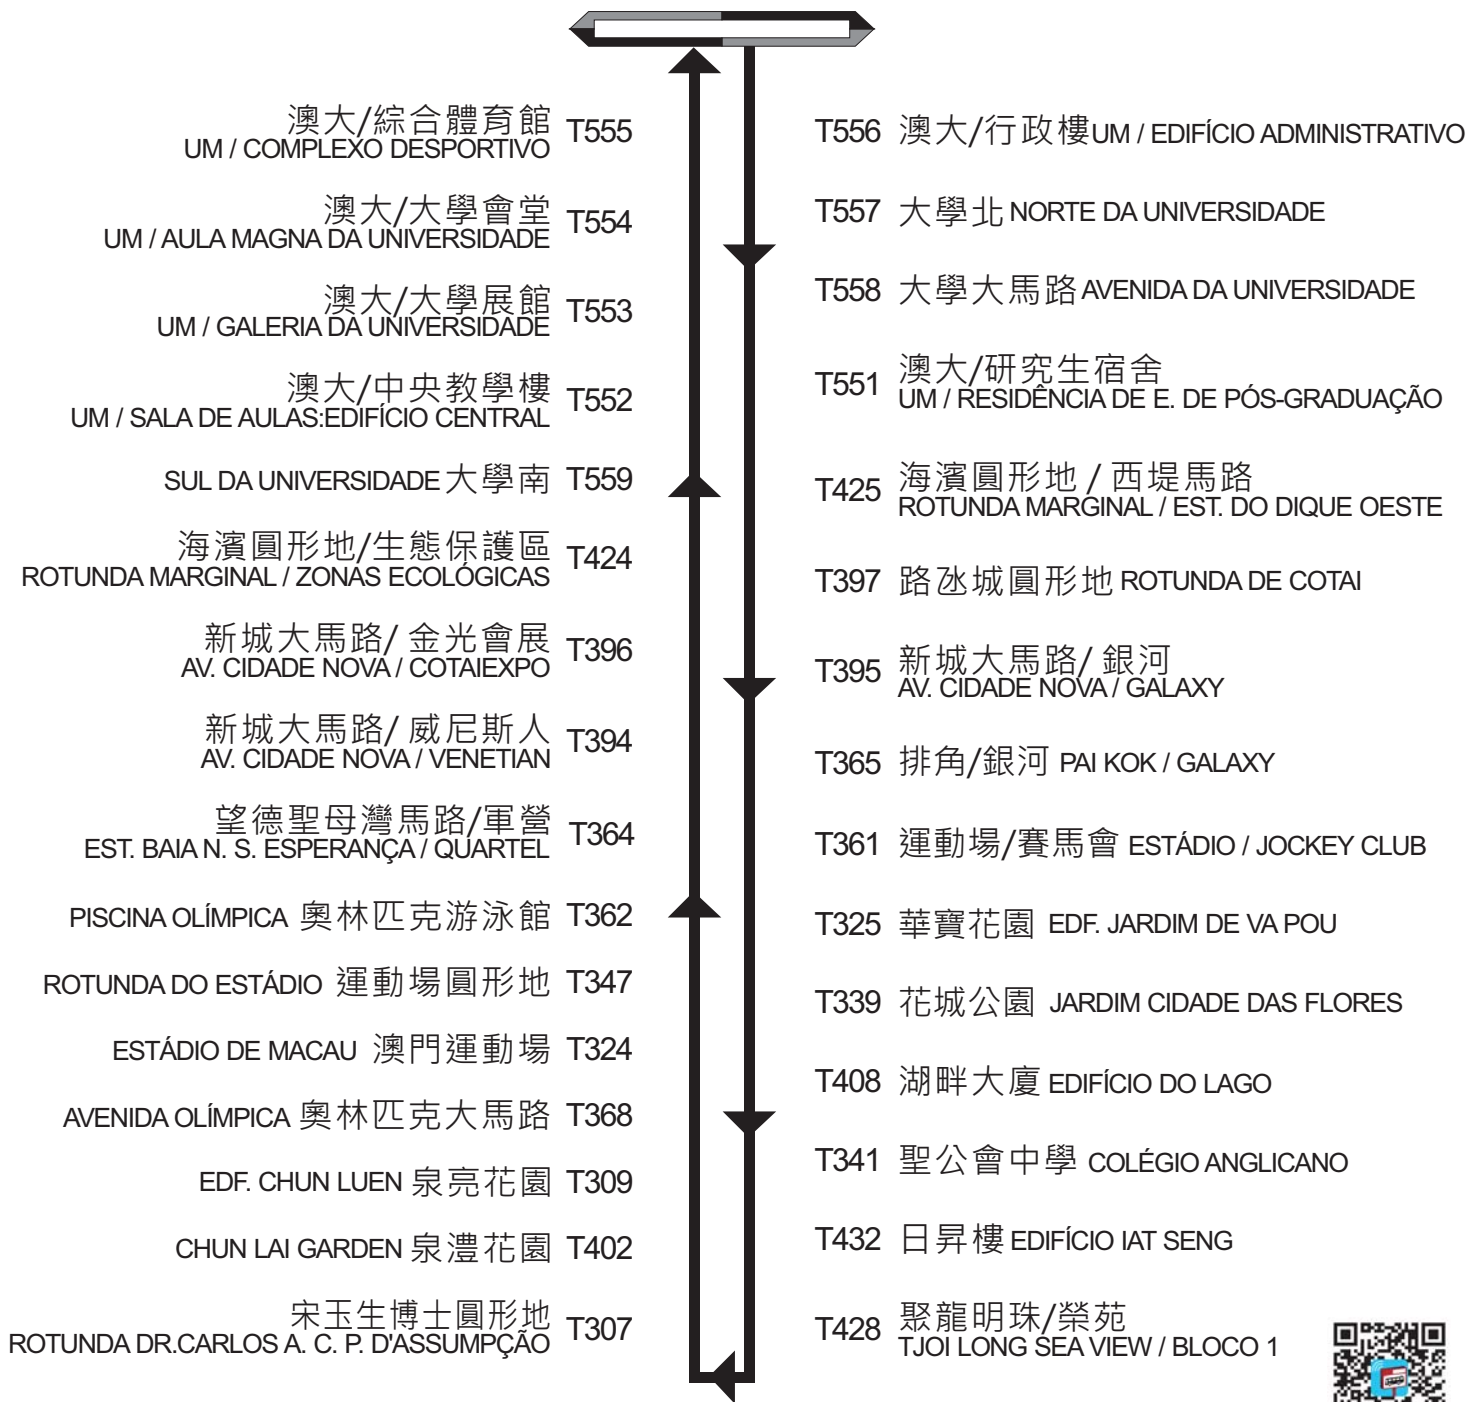 澳大/綜合體育館 T555
UM / COMPLEXO DESPORTIVO
澳大/大學會堂 T554
UM / AULA MAGNA DA UNIVERSIDADE
澳大/大學展館 T553
UM / GALERIA DA UNIVERSIDADE
澳大/中央教學樓 T552
UM / SALA DE AULAS:EDIFÍCIO CENTRAL
SUL DA UNIVERSIDADE 大學南 T559
海濱圓形地/生態保護區 T424
ROTUNDA MARGINAL / ZONAS ECOLÓGICAS
新城大馬路/ 金光會展 T396
AV. CIDADE NOVA / COTAIEXPO
新城大馬路/ 威尼斯人 T394
AV. CIDADE NOVA / VENETIAN
望德聖母灣馬路/軍營 T364
EST. BAIA N. S. ESPERANÇA / QUARTEL
PISCINA OLÍMPICA 奧林匹克游泳館 T362
ROTUNDA DO ESTÁDIO 運動場圓形地 T347
ESTÁDIO DE MACAU 澳門運動場 T324
AVENIDA OLÍMPICA 奧林匹克大馬路 T368
EDF. CHUN LUEN 泉亮花園 T309
CHUN LAI GARDEN 泉澧花園 T402
宋玉生博士圓形地 T307
ROTUNDA DR.CARLOS A. C. P. D'ASSUMPÇÃO
T556 澳大/行政樓 UM / EDIFÍCIO ADMINISTRATIVO
T557 大學北 NORTE DA UNIVERSIDADE
T558 大學大馬路 AVENIDA DA UNIVERSIDADE
T551 澳大/研究生宿舍
UM / RESIDÊNCIA DE E. DE PÓS-GRADUAÇÃO
T425 海濱圓形地 / 西堤馬路
ROTUNDA MARGINAL / EST. DO DIQUE OESTE
T397 路氹城圓形地 ROTUNDA DE COTAI
T395 新城大馬路/ 銀河
AV. CIDADE NOVA / GALAXY
T365 排角/銀河 PAI KOK / GALAXY
T361 運動場/賽馬會 ESTÁDIO / JOCKEY CLUB
T325 華寶花園 EDF. JARDIM DE VA POU
T339 花城公園 JARDIM CIDADE DAS FLORES
T408 湖畔大廈 EDIFÍCIO DO LAGO
T341 聖公會中學 COLÉGIO ANGLICANO
T432 日昇樓 EDIFÍCIO IAT SENG
T428 聚龍明珠/榮苑
TJOI LONG SEA VIEW / BLOCO 1